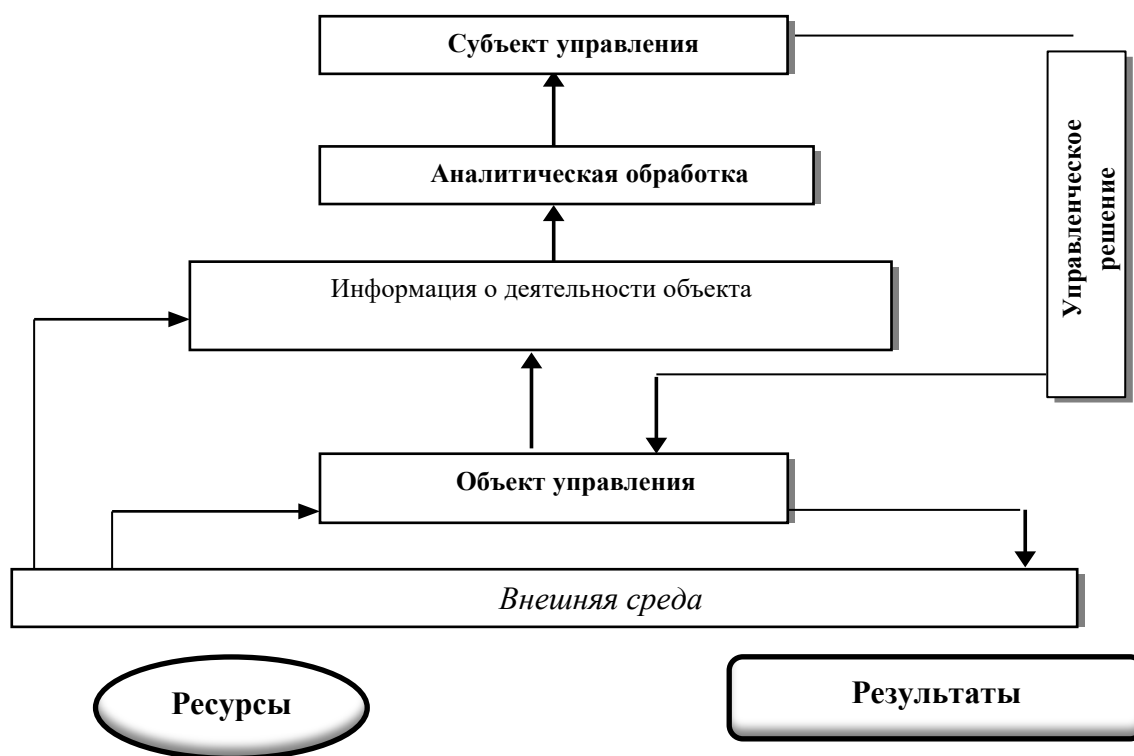 Субъект управления
Аналитическая обработка
Управленческое
решение
Информация о деятельности объекта
Объект управления
Внешняя среда
Ресурсы
Результаты